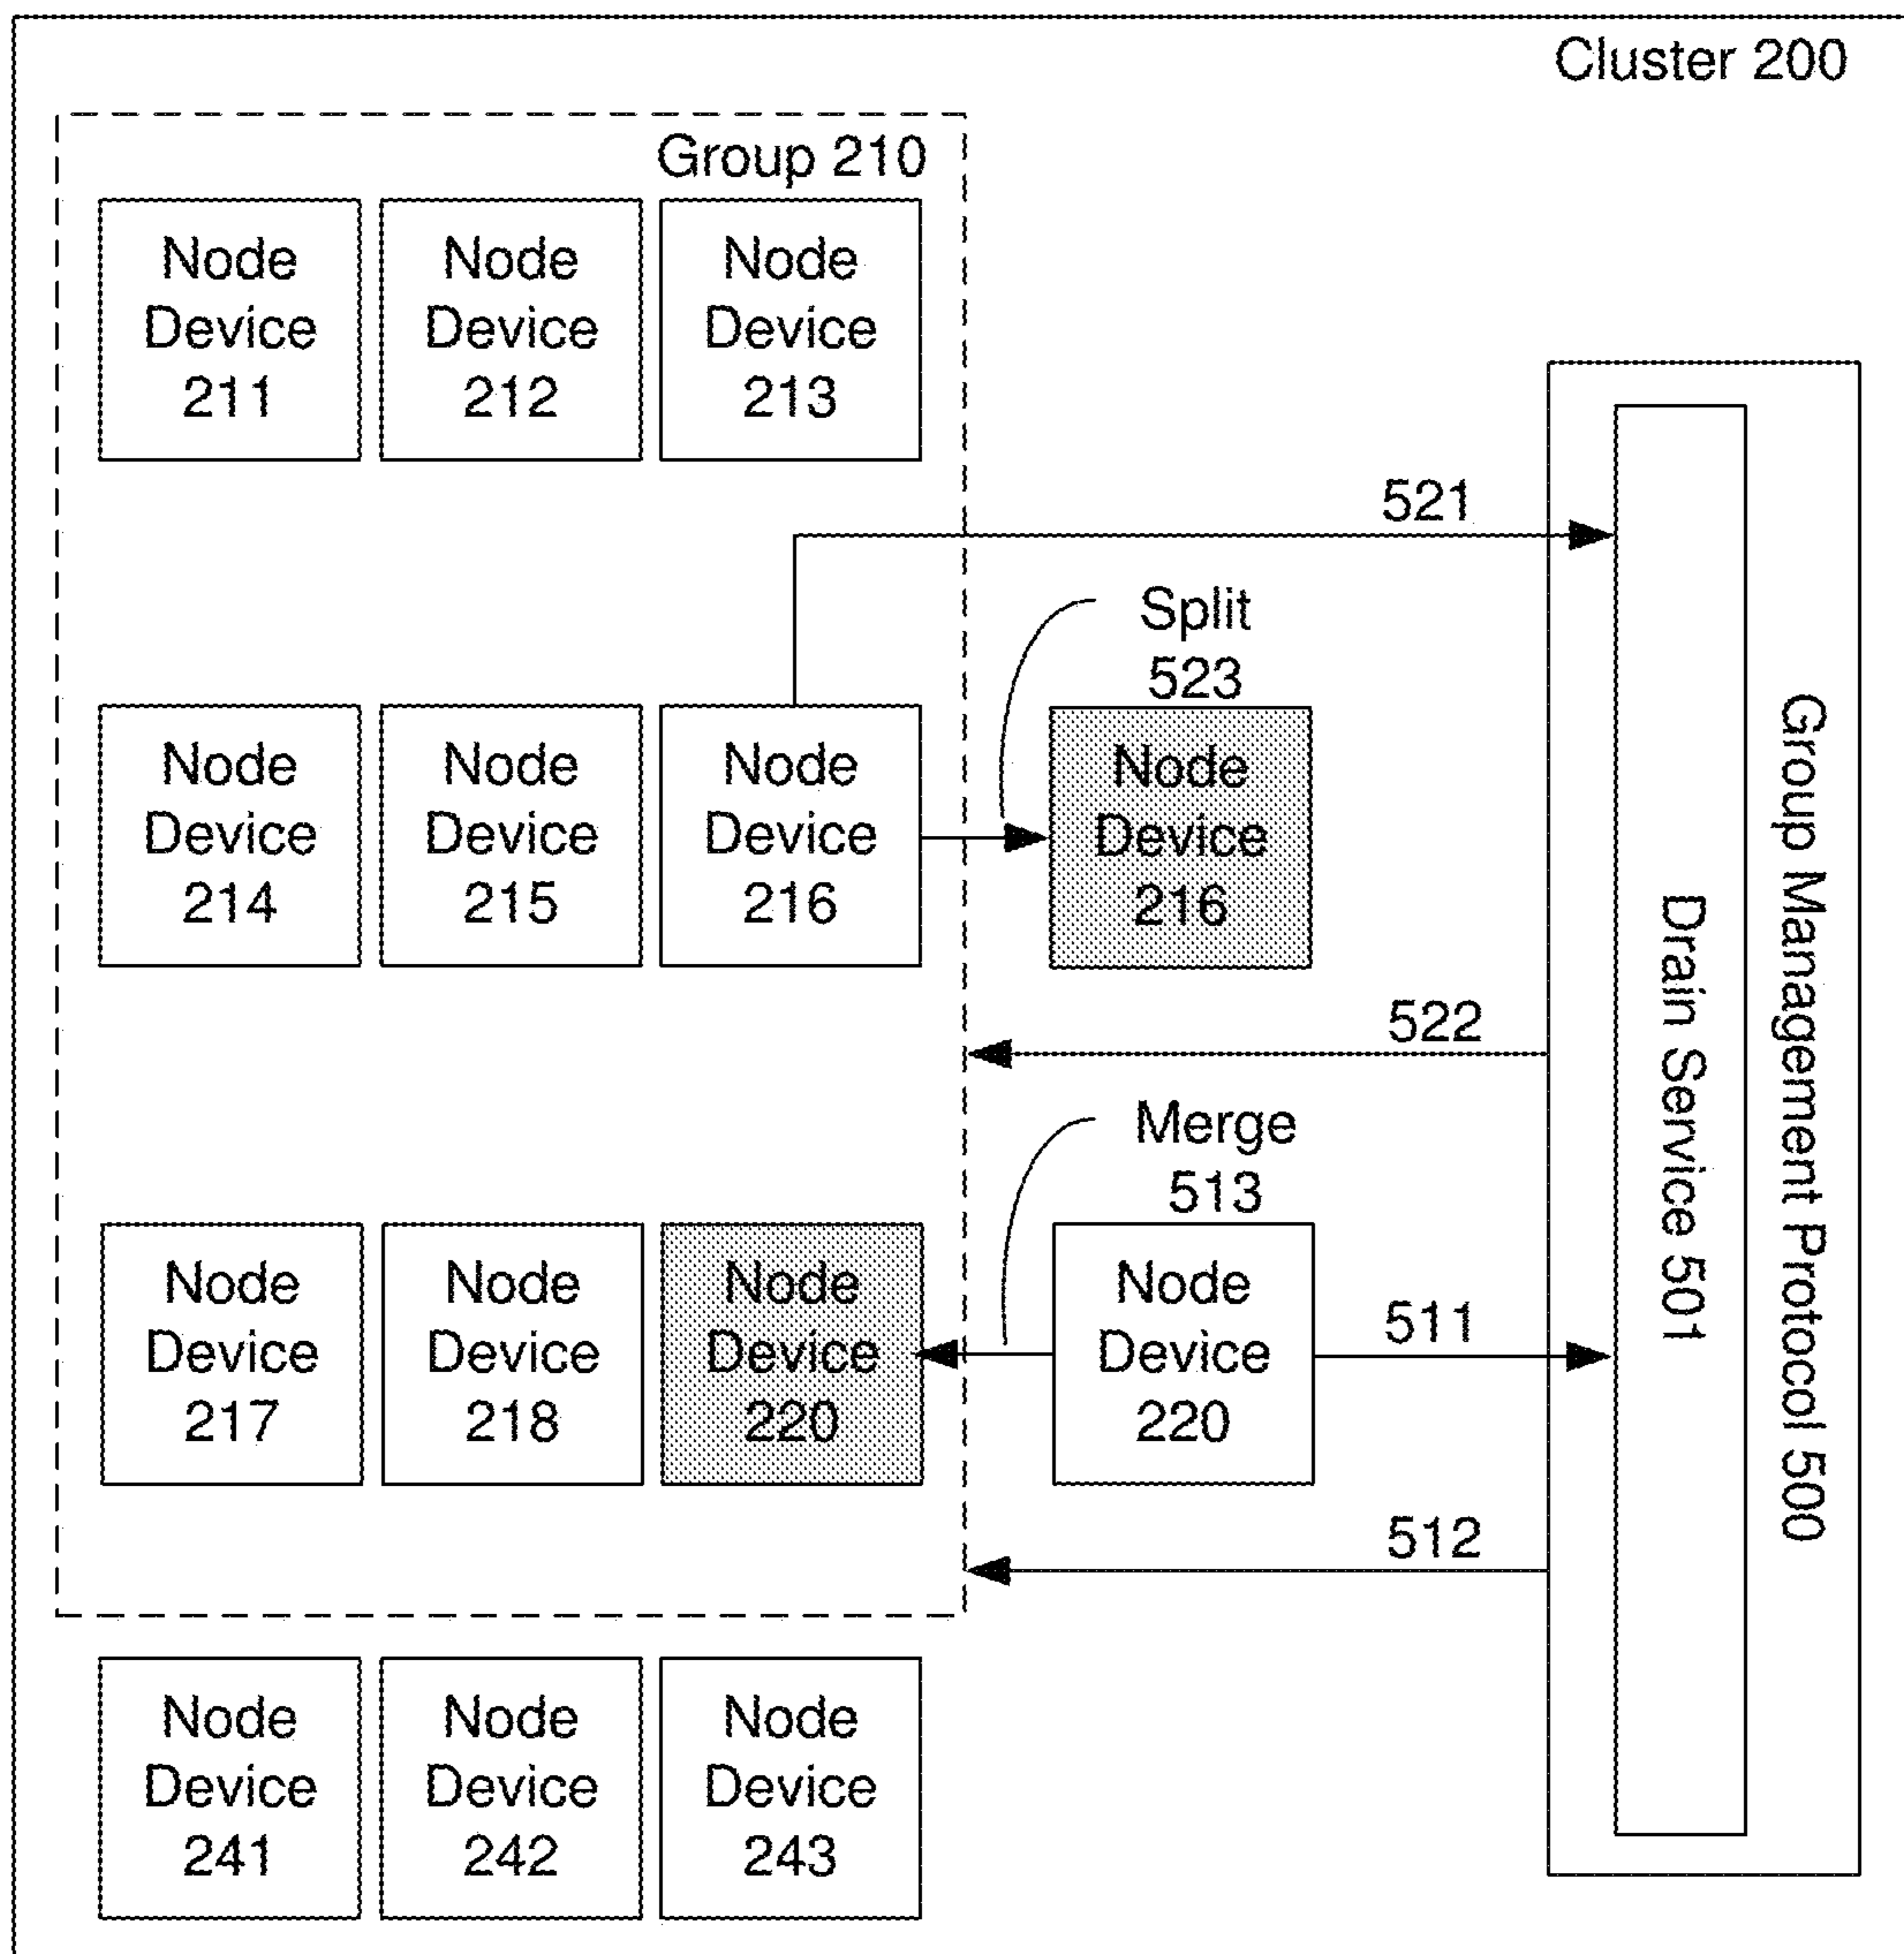 Cluster 200
Group 210
Node
Device
211
Node
Device
212
Node
Device
213
521
Split
523
Node
Device
214
Node
Device
215
Node
Device
216
Node
Device
216
522
Merge
513
Node
Device
217
Node
Device
218
Node
Device
220
Node
Device
220
511
512
Node
Device
241
Node
Device
242
Node
Device
243
Drain Service 501
Group Management Protocol 500